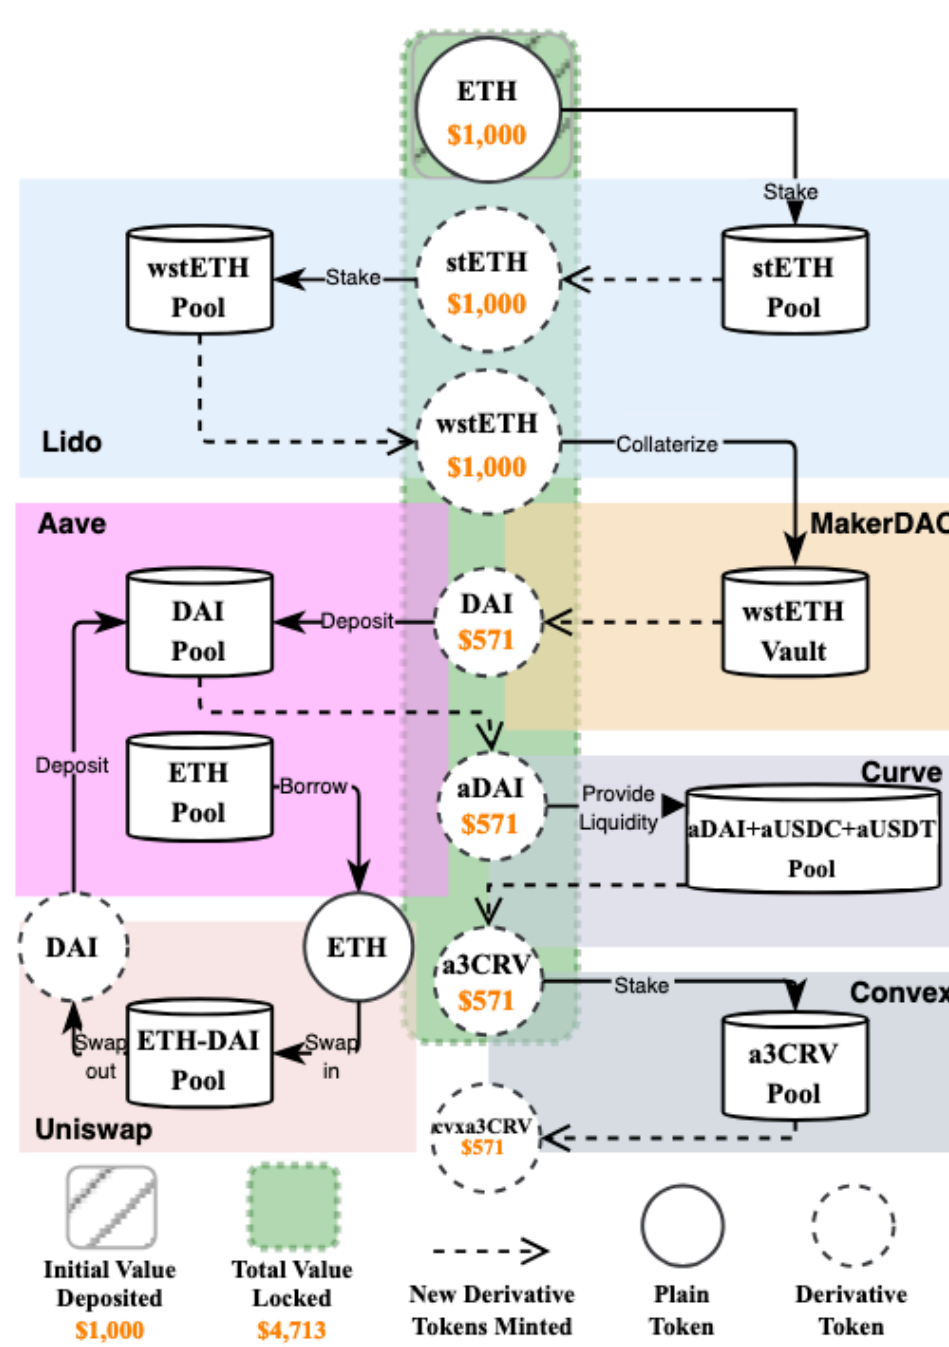 ETH
$1,000
Stake
wstETH
Pool
Stake
stETH
$1,000
stETH
Pool
wstETH
$1,000
Collaterize
Lido
Aave
MakerDAO
DAI
Pool
Deposit
DAI
$571
wstETH
Vault
Deposit
ETH
Pool
Borrow
aDAI
$571
Provide
Liquidity
Curve
aDAI+aUSDC+aUSDT
Pool
DAI
ETH
a3CRV
$571
Stake
Convex
Swap
out
ETH-DAI
Pool
Swap
in
a3CRV
Pool
Uniswap
cvxa3CRV
$571
Initial Value
Deposited
$1,000
Total Value
Locked
$4,713
New Derivative
Tokens Minted
Plain
Token
Derivative
Token